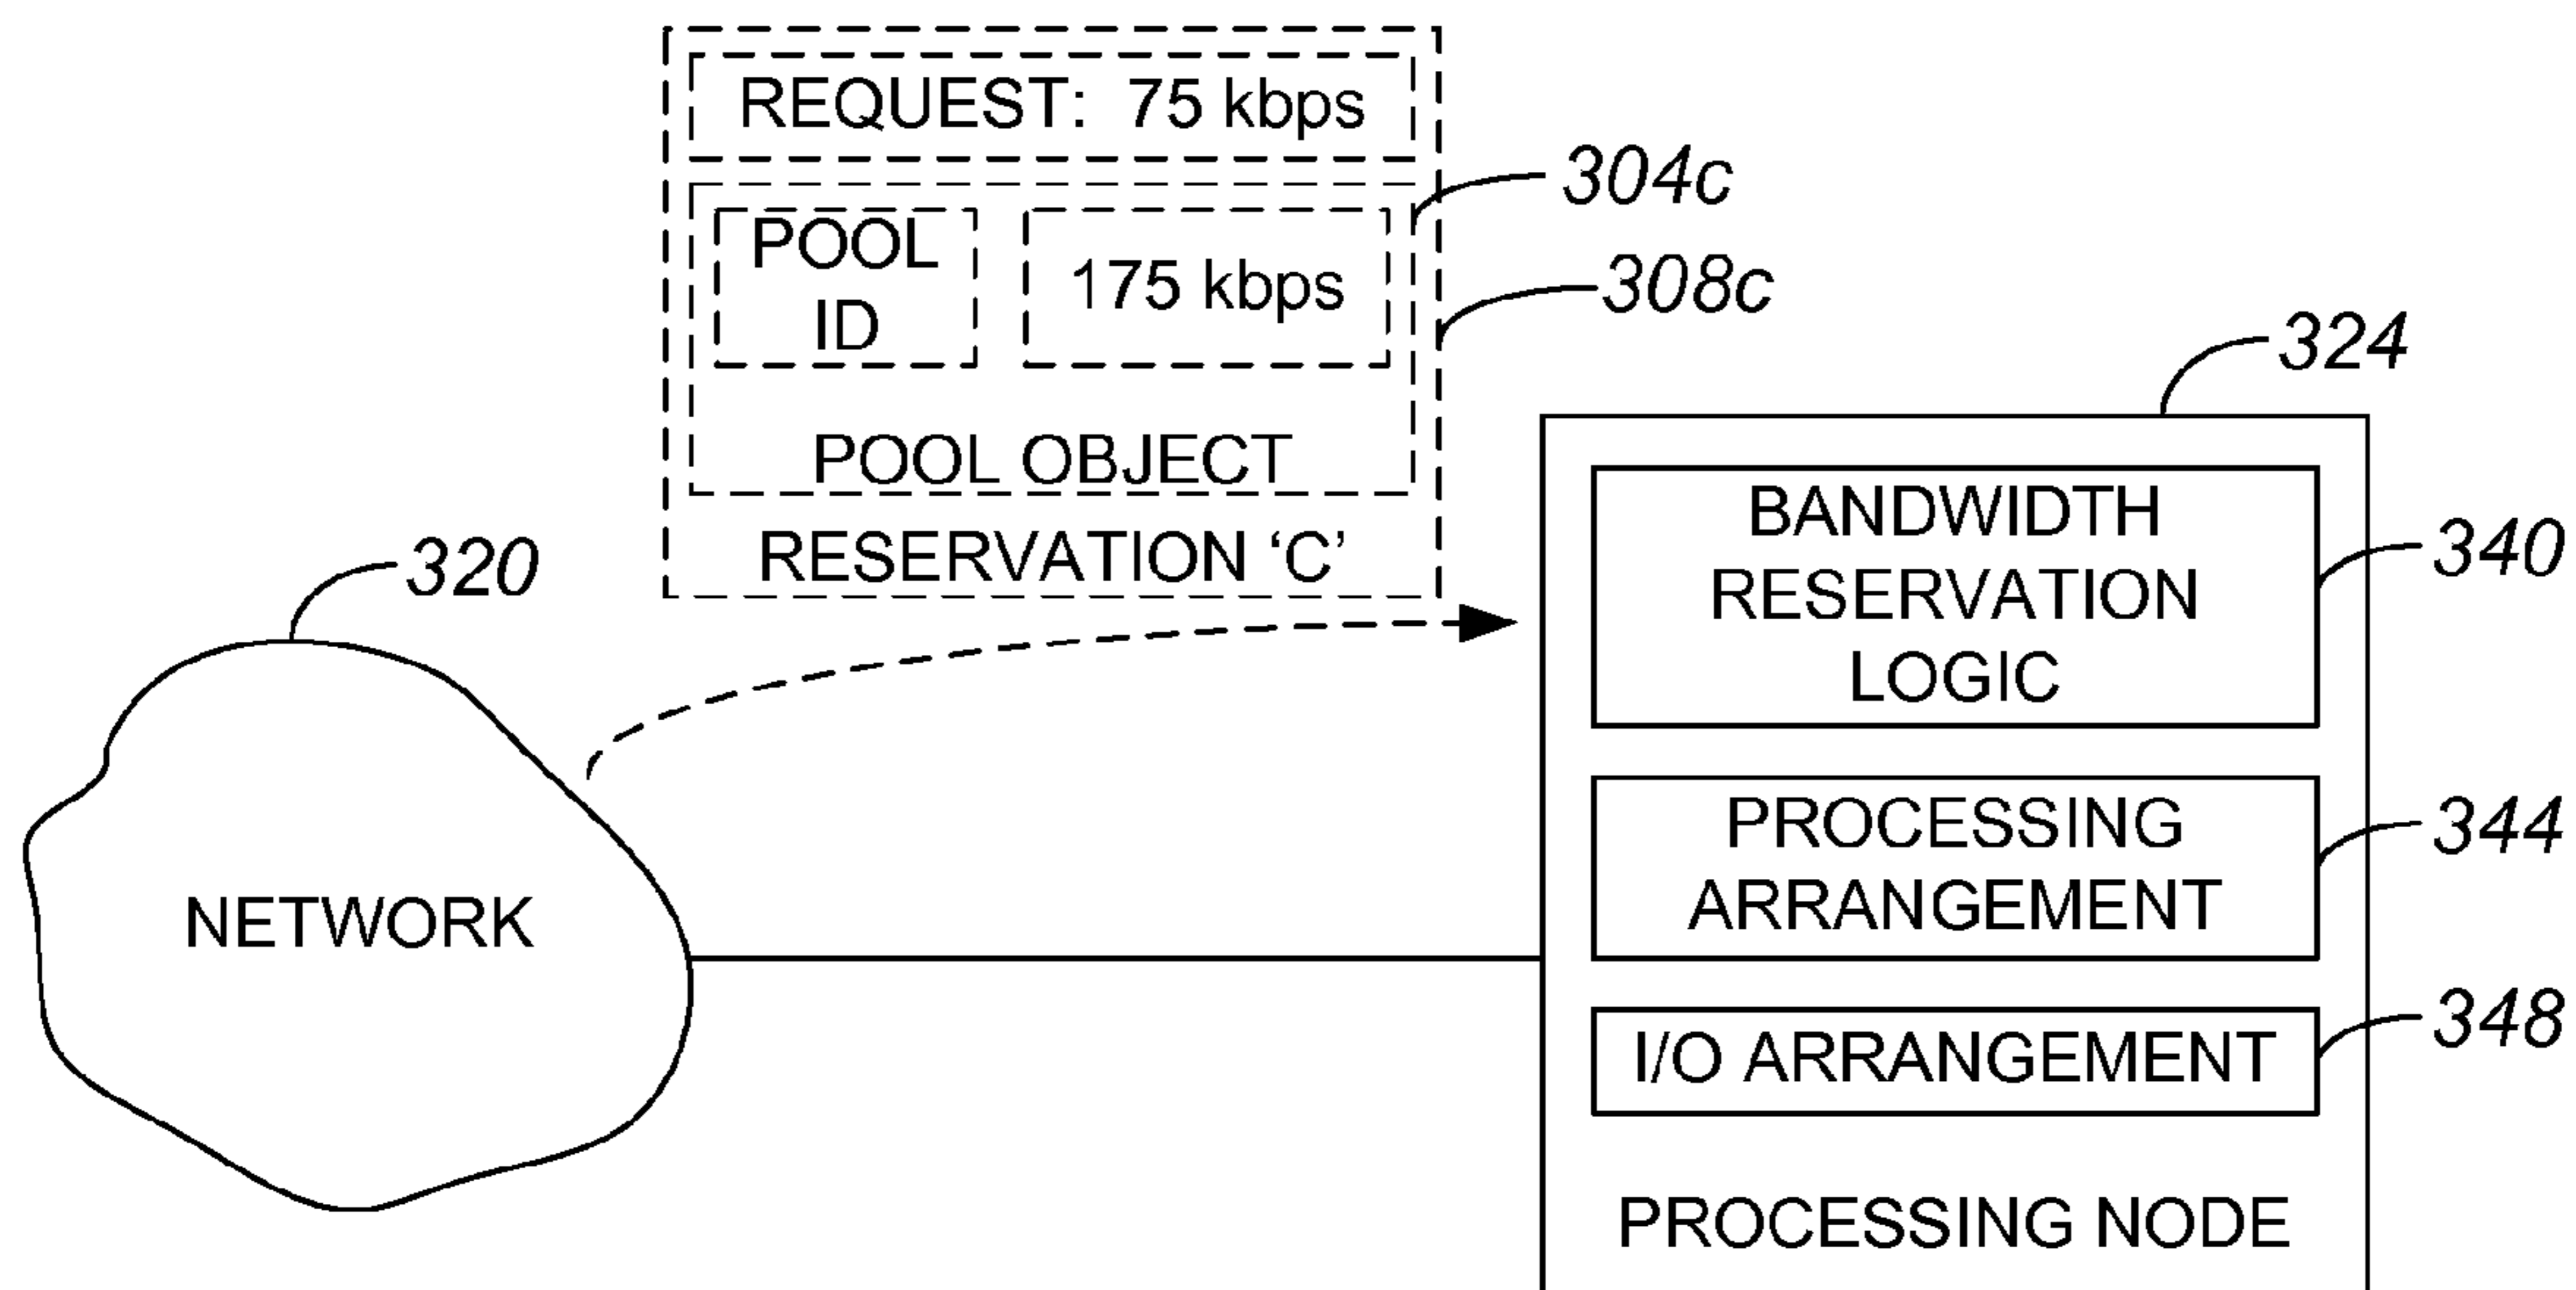 REQUEST: 75 kbps
304c
POOL
ID
175 kbps
308c
POOL OBJECT
324
RESERVATION ‘C’
320
BANDWIDTH
RESERVATION
LOGIC
340
NETWORK
PROCESSING
ARRANGEMENT
344
I/O ARRANGEMENT
348
PROCESSING NODE